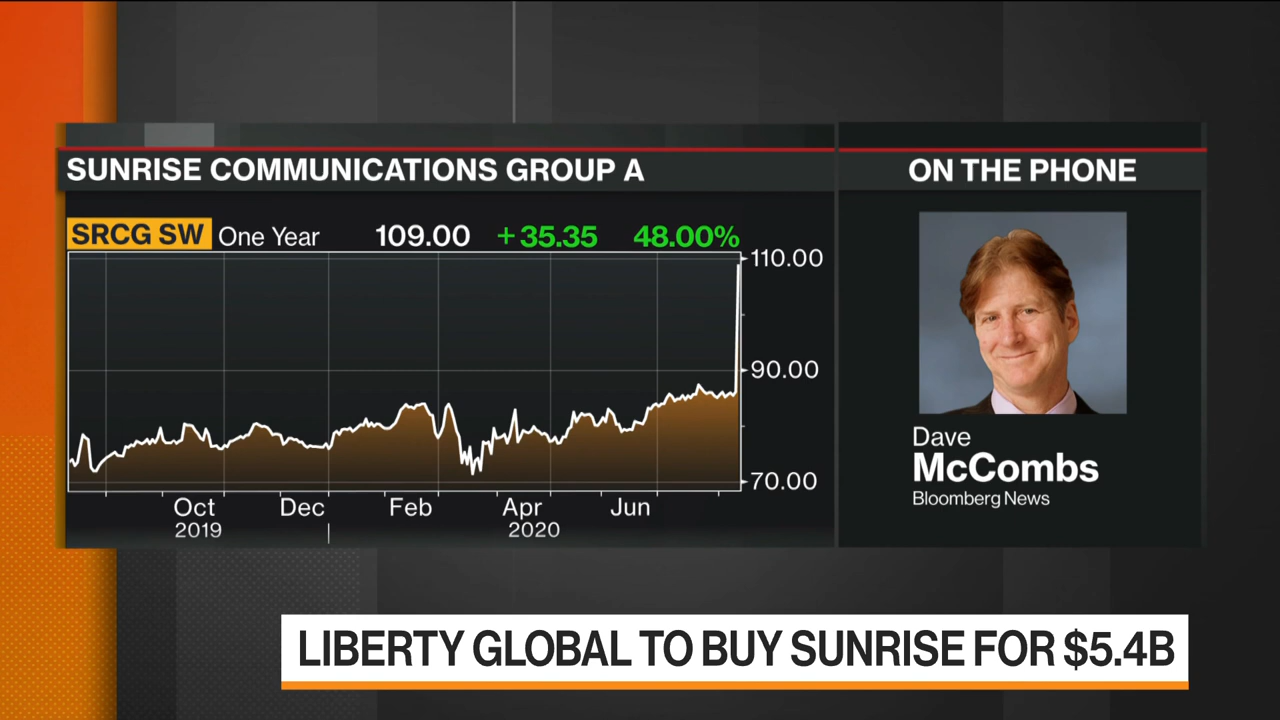 SUNRISE COMMUNICATIONS GROUP A
SRCG SW One Year 109.00 +35.35 48.00%
110.00
90.00
70.00
Oct Dec Feb Apr Jun
2019 2020
ON THE PHONE
Dave
McCombs
Bloomberg News
LIBERTY GLOBAL TO BUY SUNRISE FOR $5.4B